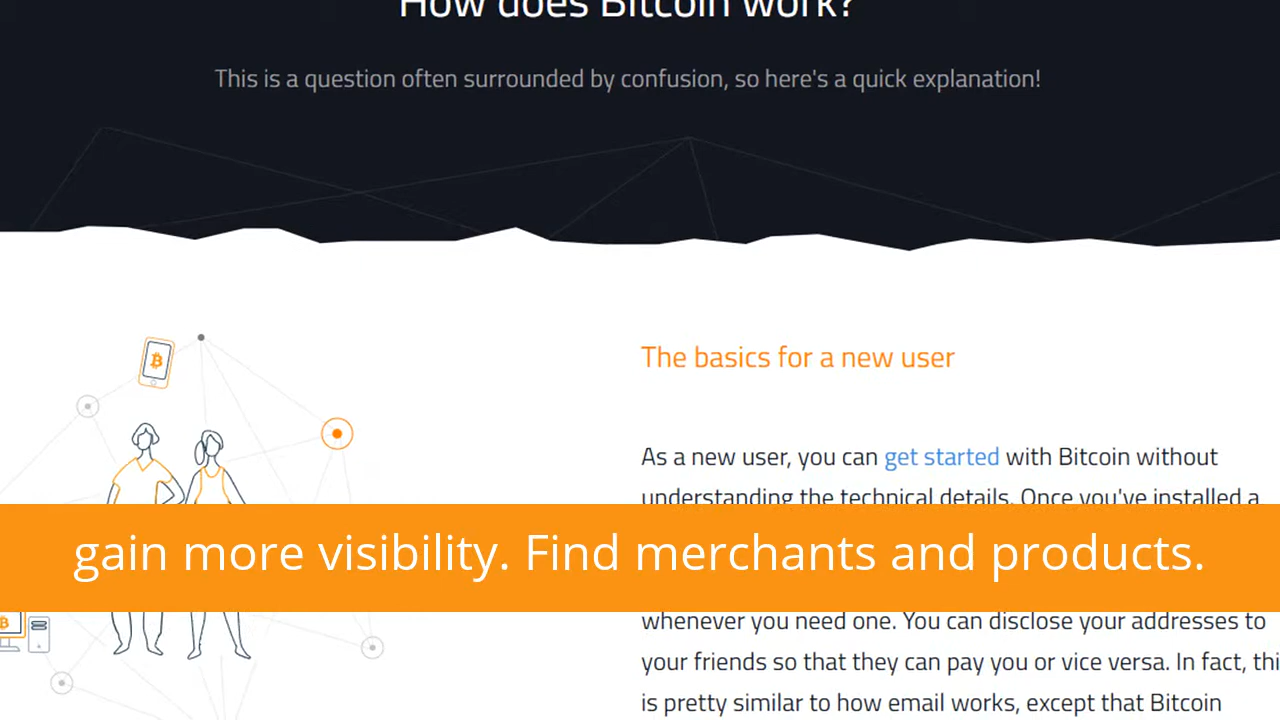 How does Bitcoin work?
This is a question often surrounded by confusion, so here's a quick explanation!
The basics for a new user
As a new user, you can get started with Bitcoin without
understanding the technical details. Once you've installed a
gain more visibility. Find merchants and products.
whenever you need one. You can disclose your addresses to
your friends so that they can pay you or vice versa. In fact, thi
is pretty similar to how email works, except that Bitcoin